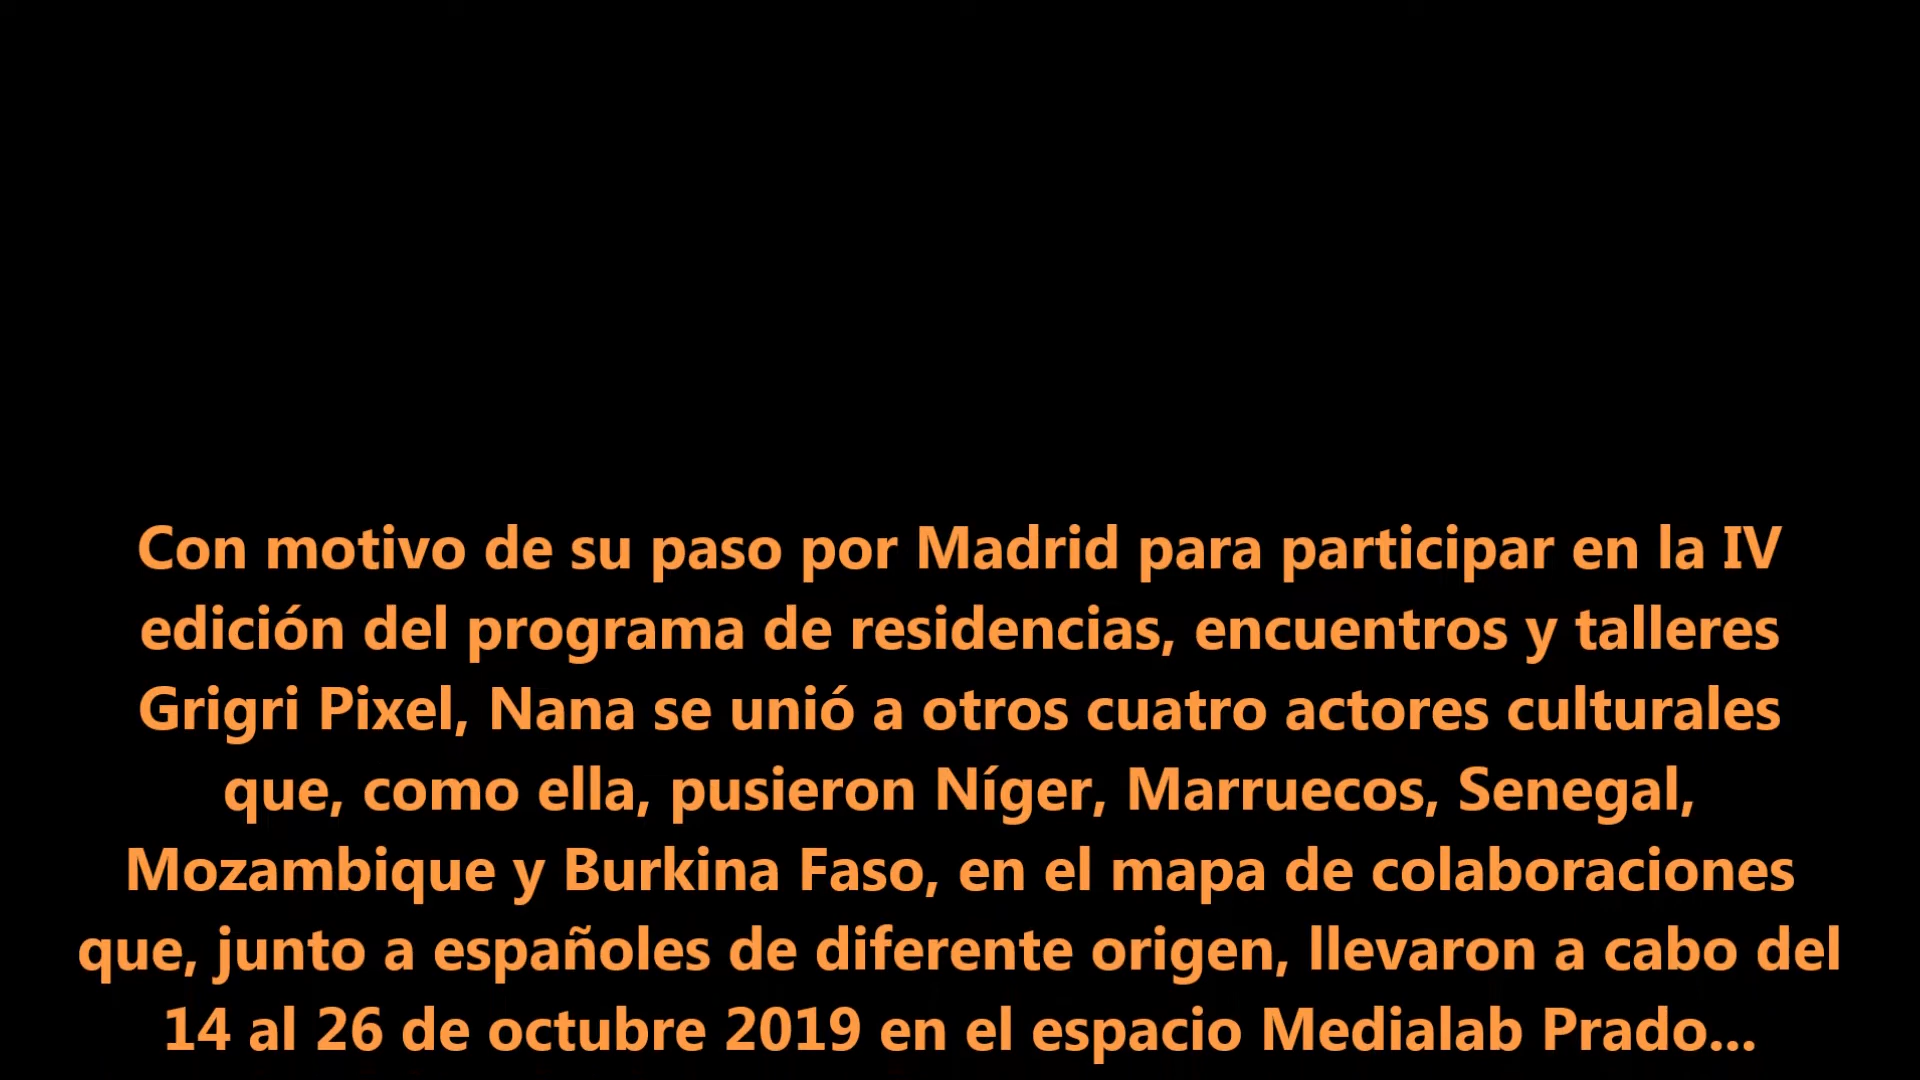 Con motivo de su paso por Madrid para participar en la IV
edición del programa de residencias, encuentros y talleres
Grigri Pixel, Nana se unió a otros cuatro actores culturales
que, como ella, pusieron Níger, Marruecos, Senegal,
Mozambique y Burkina Faso, en el mapa de colaboraciones
que, junto a españoles de diferente origen, llevaron a cabo del
14 al 26 de octubre 2019 en el espacio Medialab Prado...